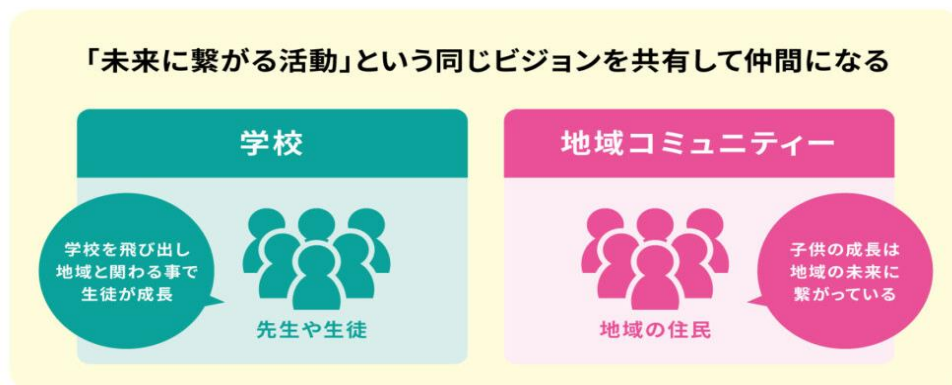 「未来に繋がる活動」という同じビジョンを共有して仲間になる
学校
学校を飛び出し
地域と関わる事で
生徒が成長
先生や生徒
地域コミュニティー
子供の成長は
地域の未来に
繋がっている
地域の住民